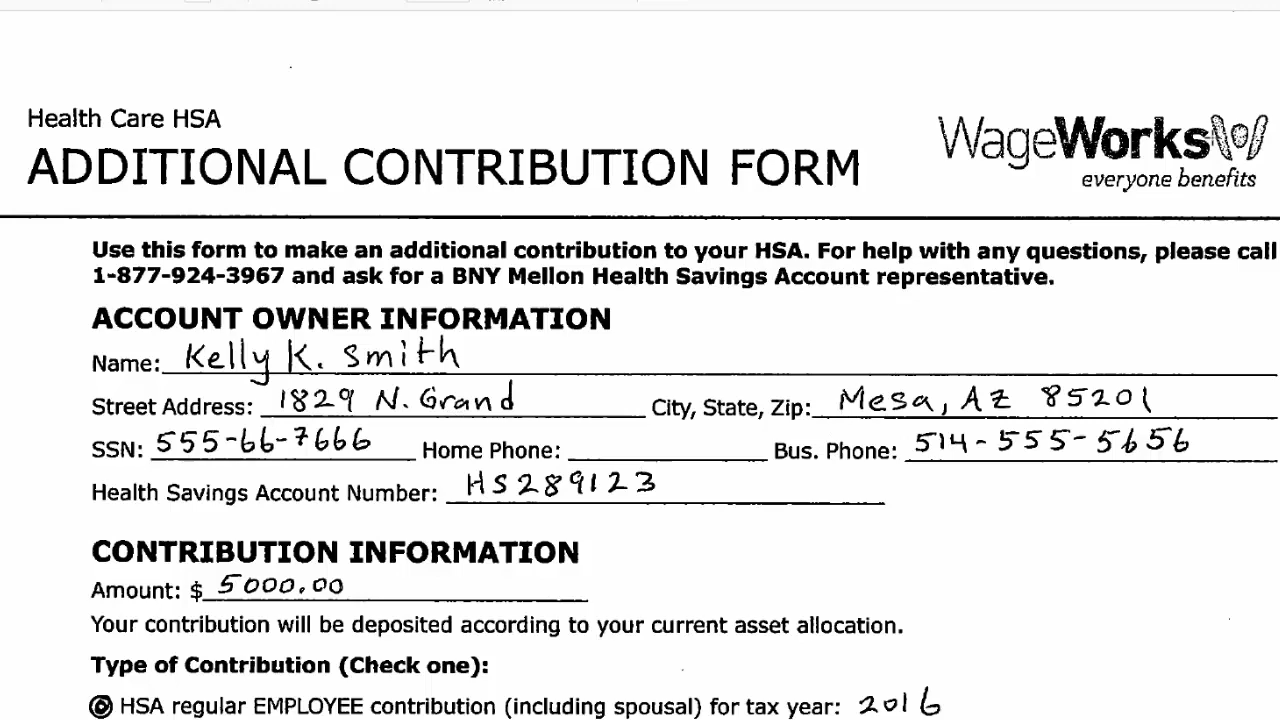 Health Care HSA
ADDITIONAL CONTRIBUTION FORM
WageWorks
everyone benefits
Use this form to make an additional contribution to your HSA. For help with any questions, please call
1-877-924-3967 and ask for a BNY Mellon Health Savings Account representative.
ACCOUNT OWNER INFORMATION
Name: Kelly K. Smith
Street Address: 1829 N. Grand City, State, Zip: Mesa, AZ 85201
SSN: 555-66-7666 Home Phone: Bus. Phone: 514-555-5656
Health Savings Account Number: HS289123
CONTRIBUTION INFORMATION
Amount: $ 5000.00
Your contribution will be deposited according to your current asset allocation.
Type of Contribution (Check one):
HSA regular EMPLOYEE contribution (including spousal) for tax year: 2016